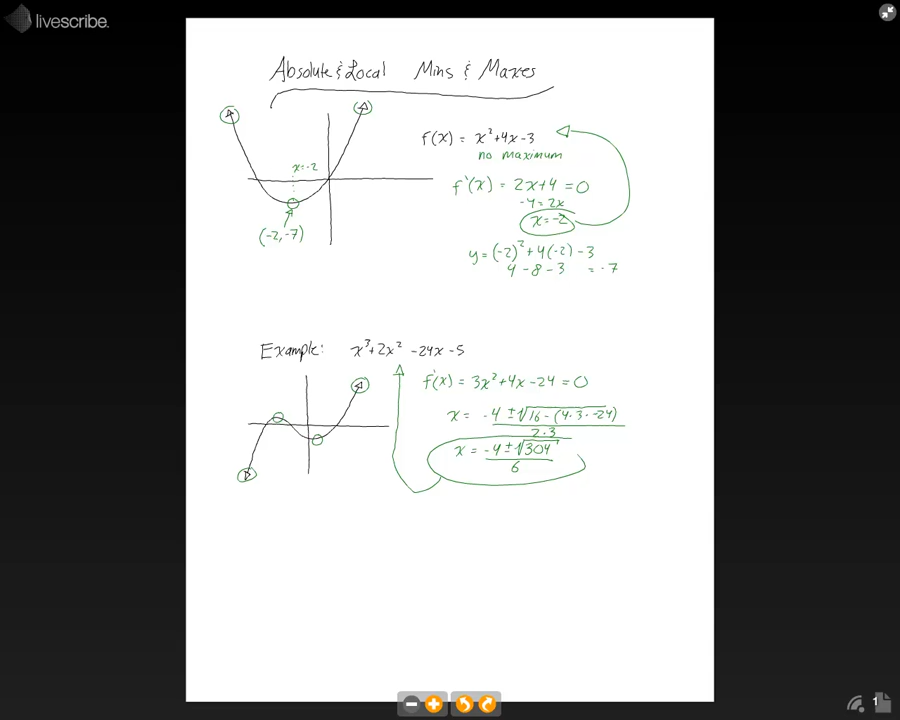 livescribe.
Absolute & Local Mins & Maxes
x=-2
(-2,-7)
f(x) = x²+4x-3
no maximum
f'(x) = 2x+4 =0
-4=2x
x=-2
y=(-2)²+4(-2)-3
4-8-3 =-7
Example: x³+2x²-24x-5
f'(x) = 3x²+4x-24=0
x= -4±√16-(4·3·-24)
2·3
x= -4±√304
6
1